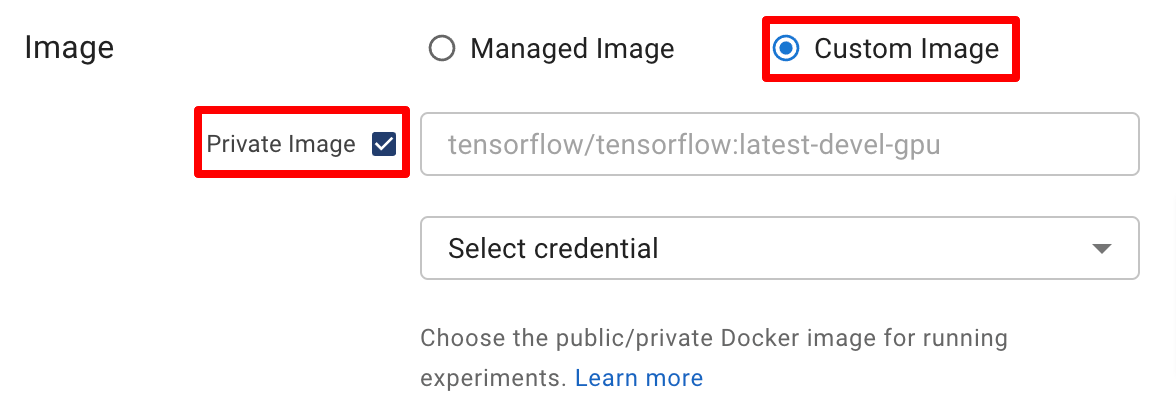 Image
Managed Image
Custom Image
Private Image
tensorflow/tensorflow:latest-devel-gpu
Select credential
Choose the public/private Docker image for running
experiments. Learn more